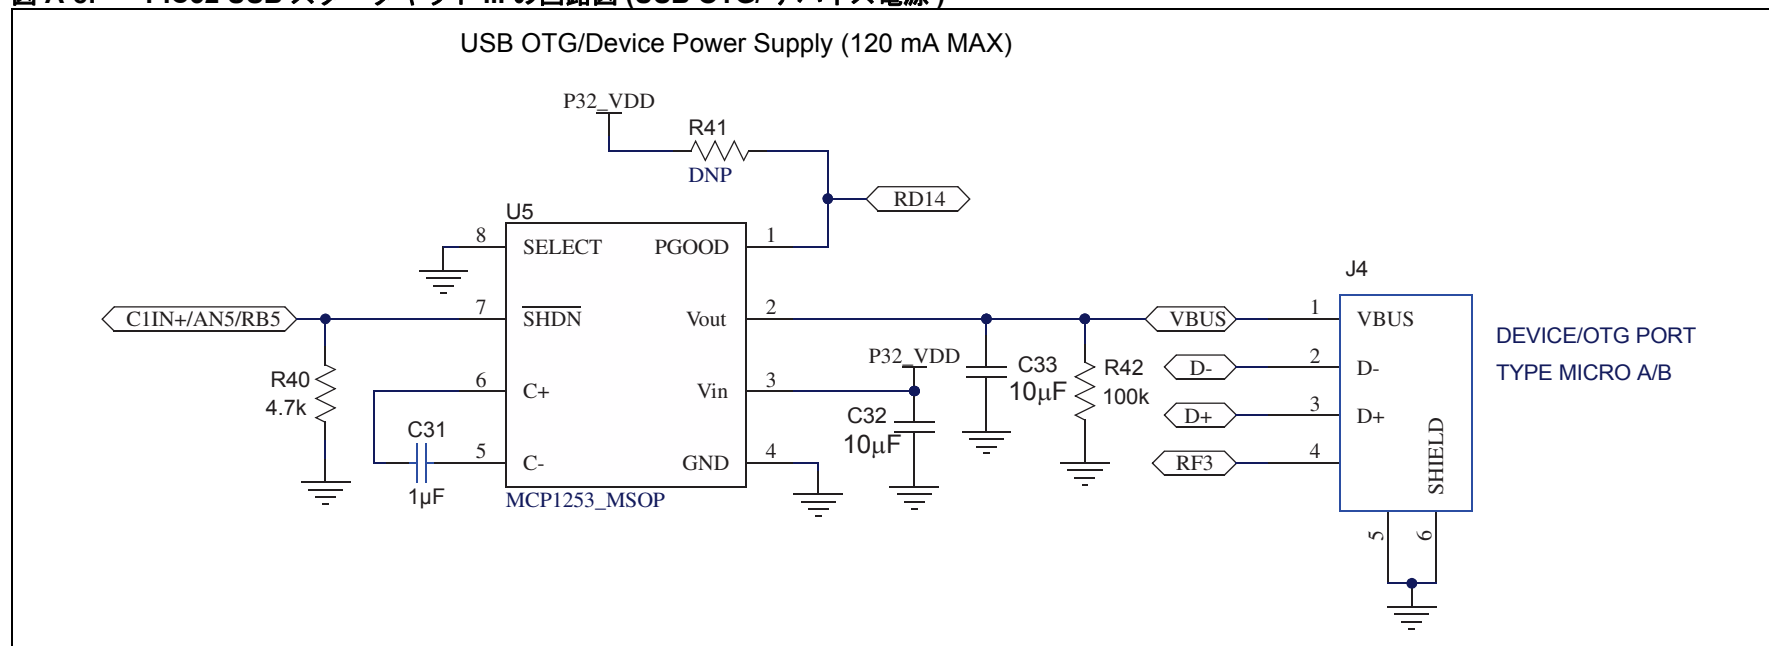 USB OTG/Device Power Supply (120 mA MAX)
P32_VDD
R41
DNP
RD14
U5
8 SELECT PGOOD 1
J4
C1IN+/AN5/RB5 7 SHDN Vout 2 VBUS 1 VBUS
DEVICE/OTG PORT
TYPE MICRO A/B
P32_VDD
C33
10µF
R42
100k
D- 2 D-
R40
4.7k
6 C+ Vin 3
C32
10µF
D+ 3 D+
C31
1µF
5 C- GND 4
RF3 4
SHIELD
MCP1253_MSOP
5 6